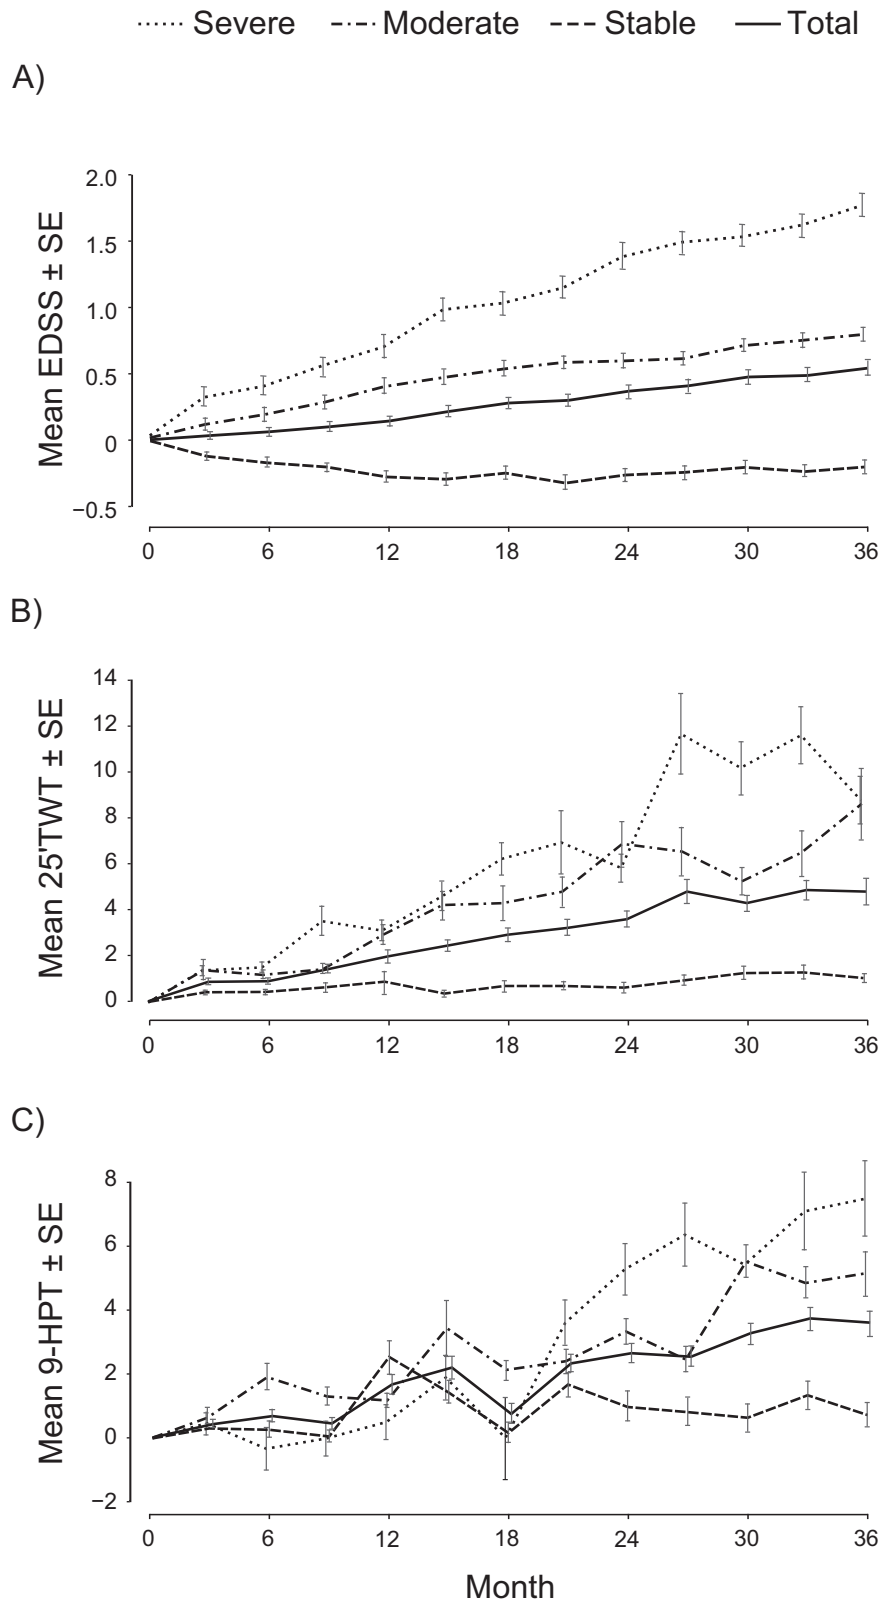 Severe Moderate Stable Total
A)
Mean EDSS ± SE
2.0
1.5
1.0
0.5
0
−0.5
0 6 12 18 24 30 36
B)
Mean 25'TWT ± SE
14
12
10
8
6
4
2
0
0 6 12 18 24 30 36
C)
Mean 9-HPT ± SE
8
6
4
2
0
−2
0 6 12 18 24 30 36
Month